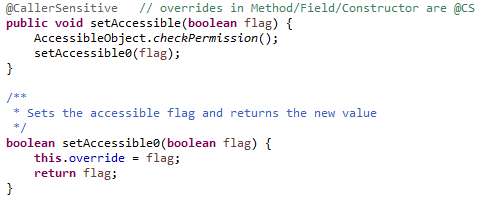 @CallerSensitive   // overrides in Method/Field/Constructor are @CS
public void setAccessible(boolean flag) {
    AccessibleObject.checkPermission();
    setAccessible0(flag);
}

/**
 * Sets the accessible flag and returns the new value
 */
boolean setAccessible0(boolean flag) {
    this.override = flag;
    return flag;
}